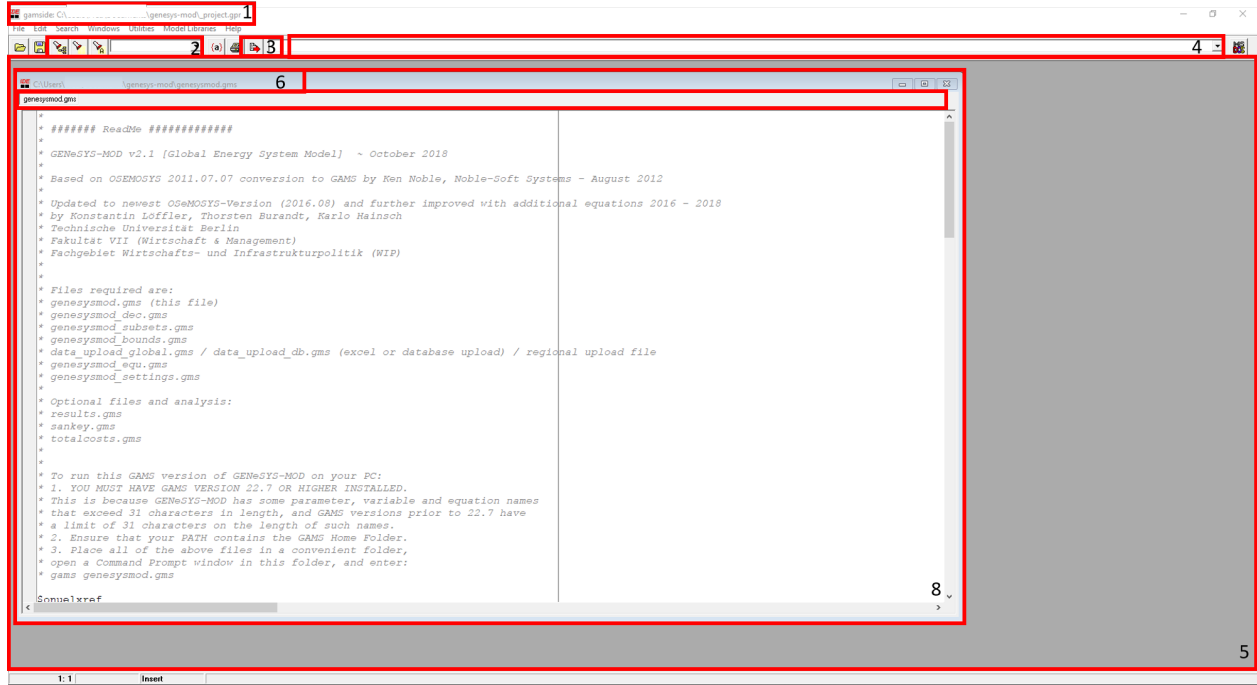 gamside: C:\ \genesys-mod\_project.gpr 1
File Edit Search Windows Utilities Model Libraries Help
2 (a) 3 4
C:\Users\ \genesys-mod\genesysmod.gms 6
genesysmod.gms
*
* ####### ReadMe #############
*
* GENeSYS-MOD v2.1 [Global Energy System Model] ~ October 2018
*
* Based on OSEMOSYS 2011.07.07 conversion to GAMS by Ken Noble, Noble-Soft Systems - August 2012
*
* Updated to newest OSeMOSYS-Version (2016.08) and further improved with additional equations 2016 - 2018
* by Konstantin Löffler, Thorsten Burandt, Karlo Hainsch
* Technische Universität Berlin
* Fakultät VII (Wirtschaft & Management)
* Fachgebiet Wirtschafts- und Infrastrukturpolitik (WIP)
*
*
* Files required are:
* genesysmod.gms (this file)
* genesysmod_dec.gms
* genesysmod_subsets.gms
* genesysmod_bounds.gms
* data_upload_global.gms / data_upload_db.gms (excel or database upload) / regional upload file
* genesysmod_equ.gms
* genesysmod_settings.gms
*
* Optional files and analysis:
* results.gms
* sankey.gms
* totalcosts.gms
*
*
* To run this GAMS version of GENeSYS-MOD on your PC:
* 1. YOU MUST HAVE GAMS VERSION 22.7 OR HIGHER INSTALLED.
* This is because GENeSYS-MOD has some parameter, variable and equation names
* that exceed 31 characters in length, and GAMS versions prior to 22.7 have
* a limit of 31 characters on the length of such names.
* 2. Ensure that your PATH contains the GAMS Home Folder.
* 3. Place all of the above files in a convenient folder,
* open a Command Prompt window in this folder, and enter:
* gams genesysmod.gms
8
$onuelxref
5
1: 1 Insert